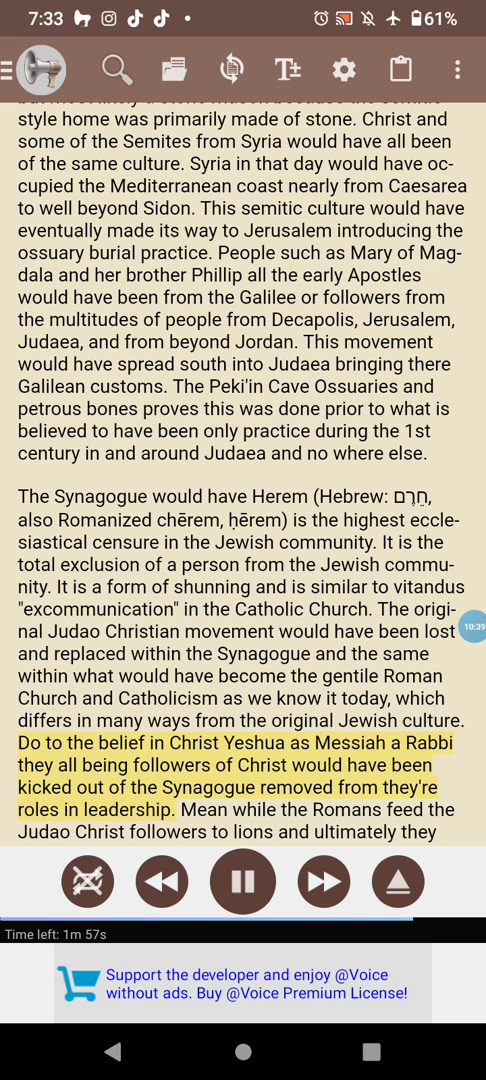 7:33
61%
T±
style home was primarily made of stone. Christ and
some of the Semites from Syria would have all been
of the same culture. Syria in that day would have oc-
cupied the Mediterranean coast nearly from Caesarea
to well beyond Sidon. This semitic culture would have
eventually made its way to Jerusalem introducing the
ossuary burial practice. People such as Mary of Mag-
dala and her brother Phillip all the early Apostles
would have been from the Galilee or followers from
the multitudes of people from Decapolis, Jerusalem,
Judaea, and from beyond Jordan. This movement
would have spread south into Judaea bringing there
Galilean customs. The Peki'in Cave Ossuaries and
petrous bones proves this was done prior to what is
believed to have been only practice during the 1st
century in and around Judaea and no where else.
The Synagogue would have Herem (Hebrew: חֵרֶם,
also Romanized chērem, ḥērem) is the highest eccle-
siastical censure in the Jewish community. It is the
total exclusion of a person from the Jewish commu-
nity. It is a form of shunning and is similar to vitandus
"excommunication" in the Catholic Church. The origi-
nal Judao Christian movement would have been lost
10:39
and replaced within the Synagogue and the same
within what would have become the gentile Roman
Church and Catholicism as we know it today, which
differs in many ways from the original Jewish culture.
Do to the belief in Christ Yeshua as Messiah a Rabbi
they all being followers of Christ would have been
kicked out of the Synagogue removed from they're
roles in leadership. Mean while the Romans feed the
Judao Christ followers to lions and ultimately they
Time left: 1m 57s
Support the developer and enjoy @Voice
without ads. Buy @Voice Premium License!